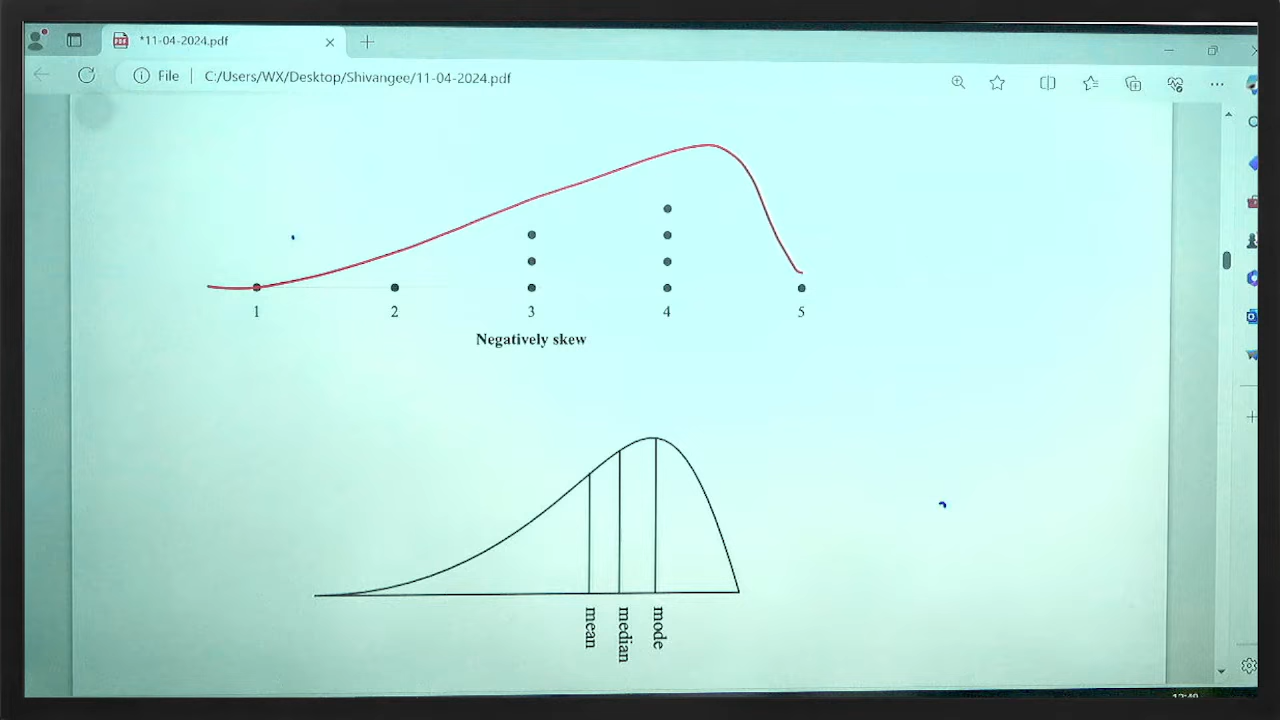 *11-04-2024.pdf
File | C:/Users/WX/Desktop/Shivangee/11-04-2024.pdf
1 2 3 4 5
Negatively skew
mean median mode